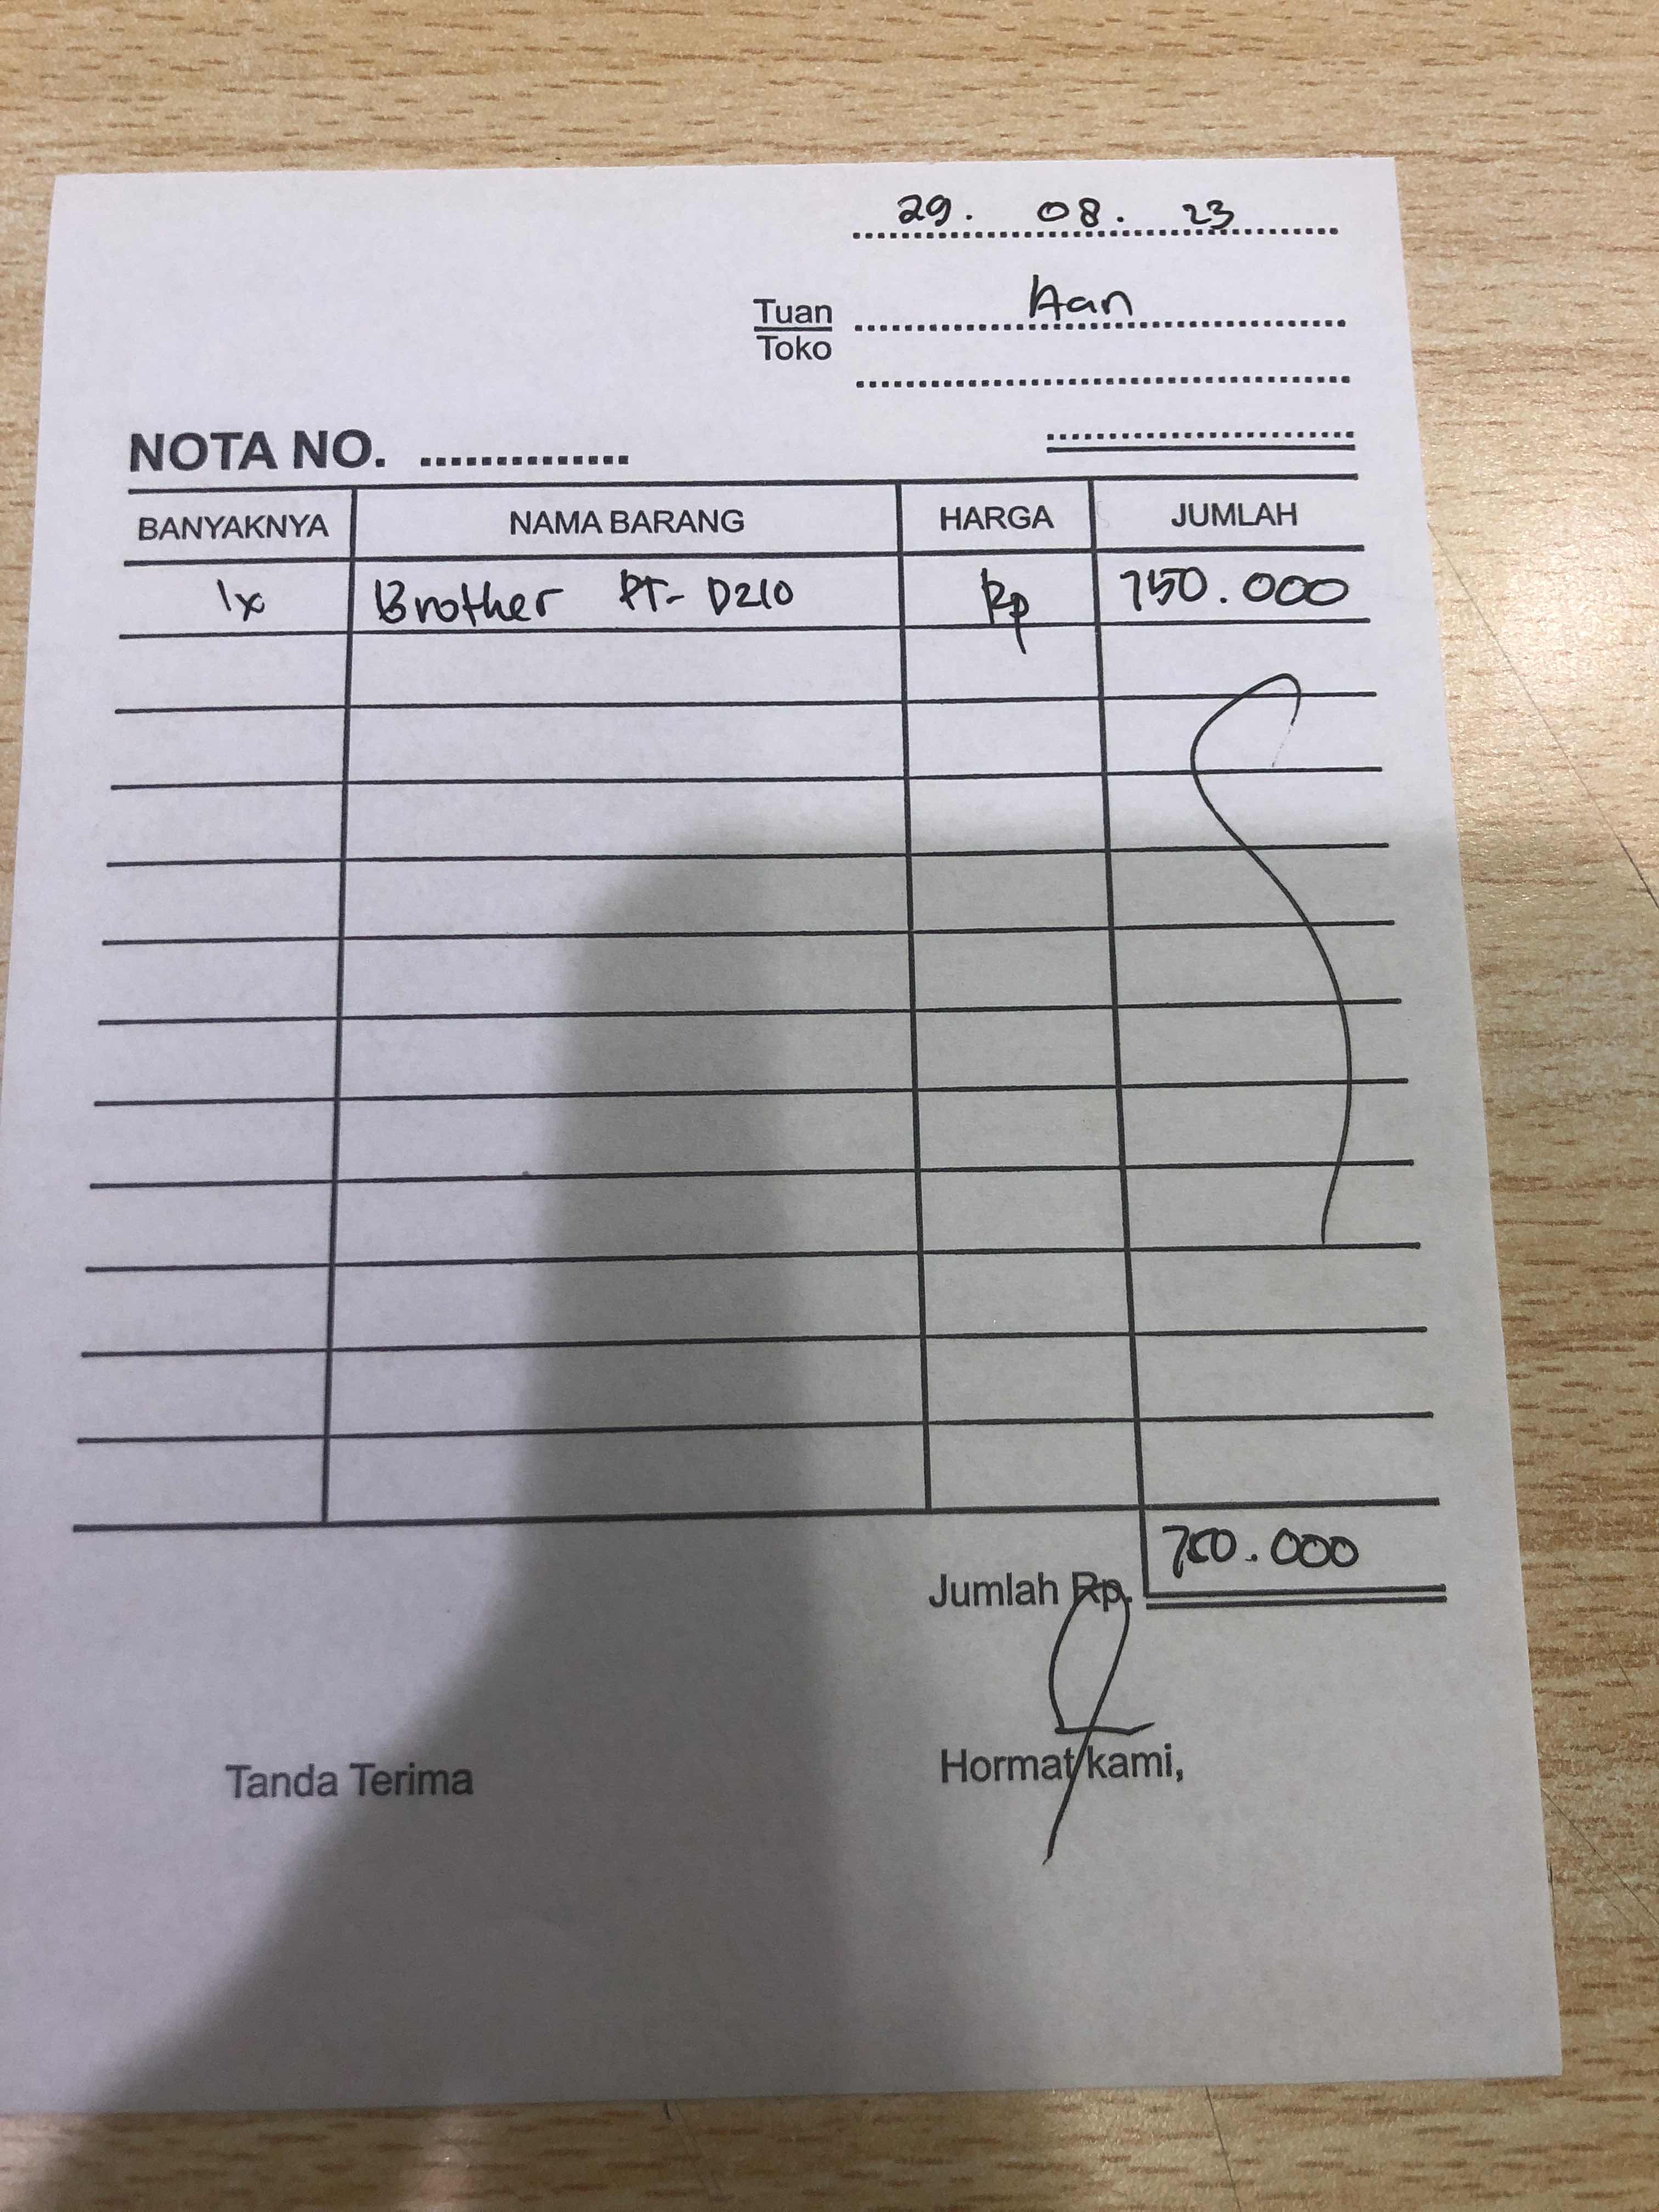 29. 08. 23
Tuan Aan
Toko
NOTA NO. ...............
BANYAKNYA NAMA BARANG HARGA JUMLAH
1x Brother PT-D210 Rp 750.000
Jumlah Rp. 750.000
Tanda Terima Hormat kami,